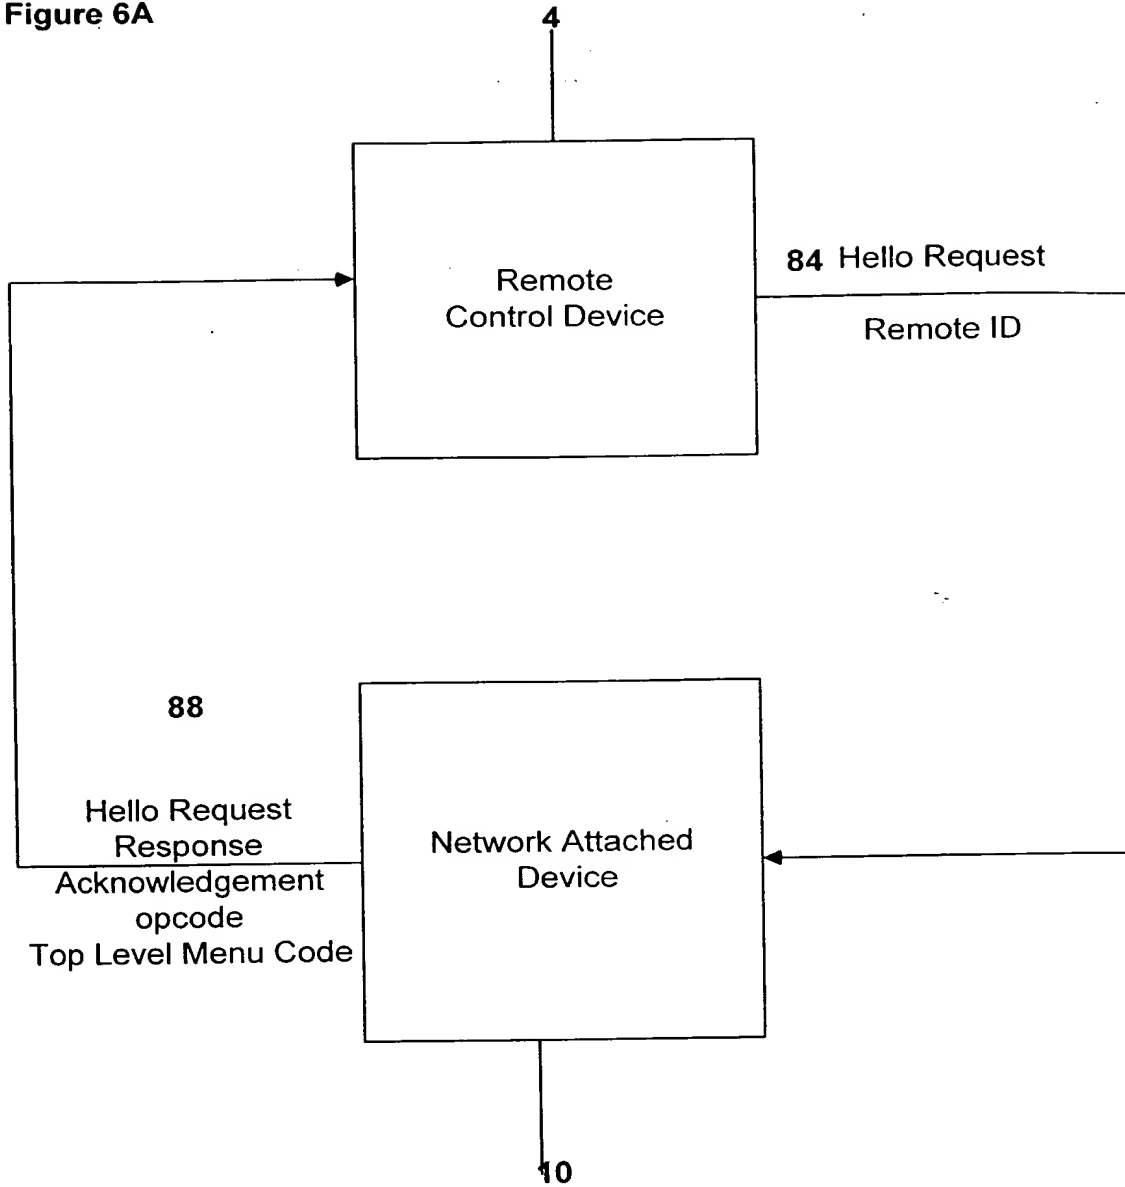 Figure 6A
4
84 Hello Request
Remote ID
Remote
Control Device
88
Hello Request
Response
Acknowledgement
opcode
Top Level Menu Code
Network Attached
Device
10